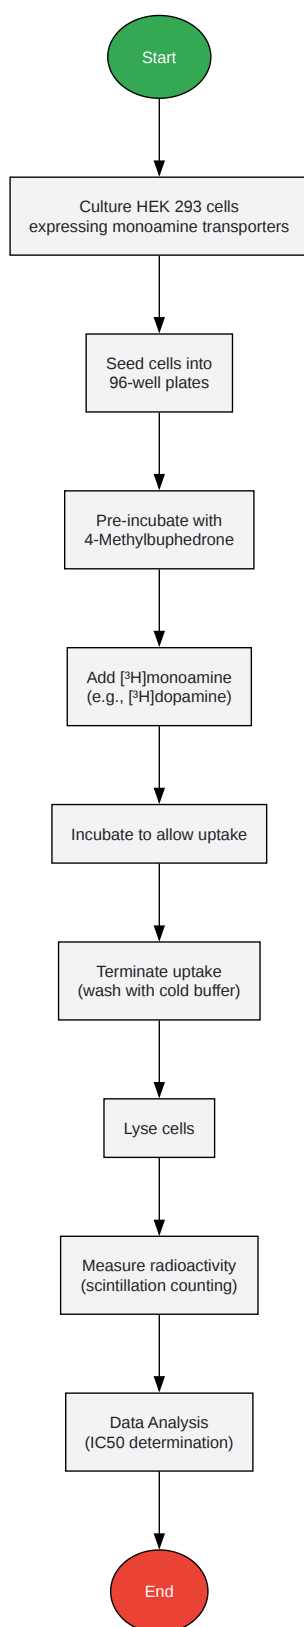 Start
Culture HEK 293 cells
expressing monoamine transporters
Seed cells into
96-well plates
Pre-incubate with
4-Methylbuphedrone
Add [³H]monoamine
(e.g., [³H]dopamine)
Incubate to allow uptake
Terminate uptake
(wash with cold buffer)
Lyse cells
Measure radioactivity
(scintillation counting)
Data Analysis
(IC50 determination)
End